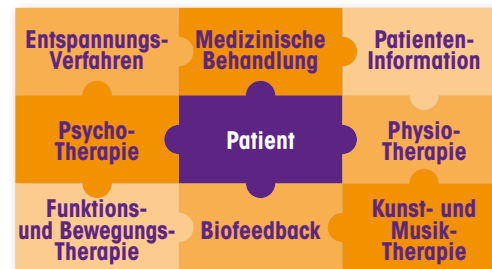 Entspannungs-
Verfahren
Medizinische
Behandlung
Patienten-
Information
Psycho-
Therapie
Patient
Physio-
Therapie
Funktions-
und Bewegungs-
Therapie
Biofeedback
Kunst- und
Musik-
Therapie